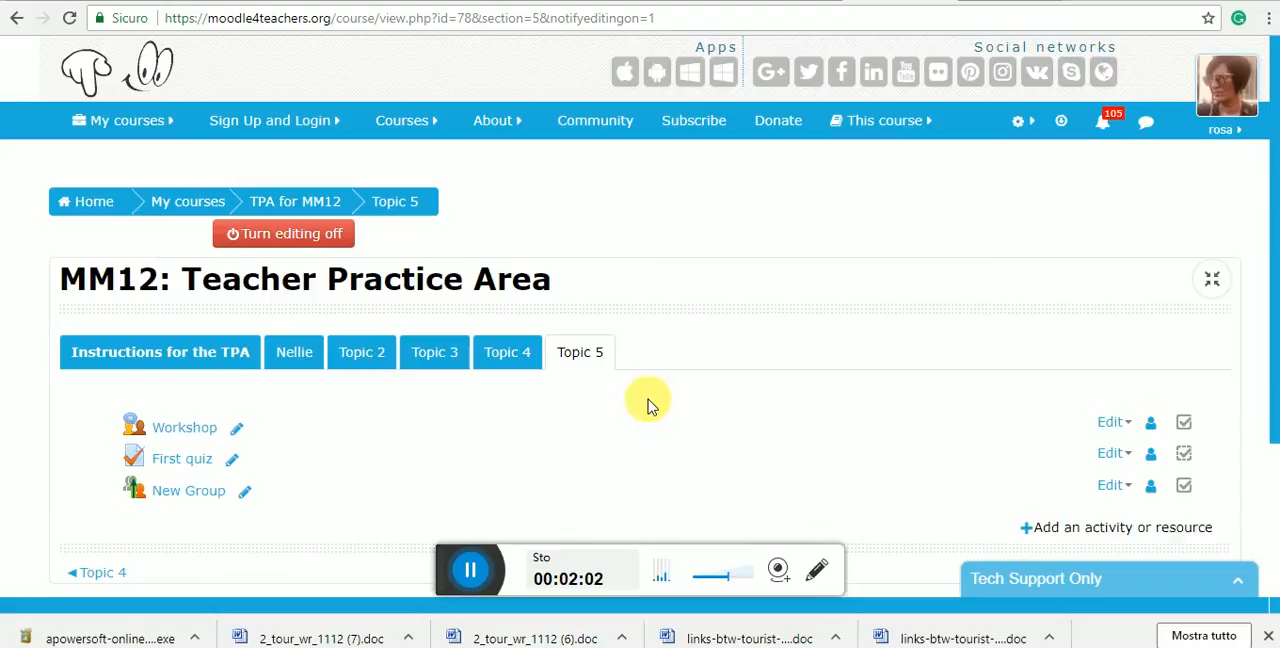 Sicuro
https://moodle4teachers.org/course/view.php?id=78&section=5&notifyeditingon=1
Apps
Social networks
My courses
Sign Up and Login
Courses
About
Community
Subscribe
Donate
This course
105
rosa
Home
My courses
TPA for MM12
Topic 5
Turn editing off
MM12: Teacher Practice Area
Instructions for the TPA
Nellie
Topic 2
Topic 3
Topic 4
Topic 5
Workshop
Edit
First quiz
Edit
New Group
Edit
Add an activity or resource
Topic 4
Sto
00:02:02
Tech Support Only
apowersoft-online....exe
2_tour_wr_1112 (7).doc
2_tour_wr_1112 (6).doc
links-btw-tourist-....doc
links-btw-tourist-....doc
Mostra tutto